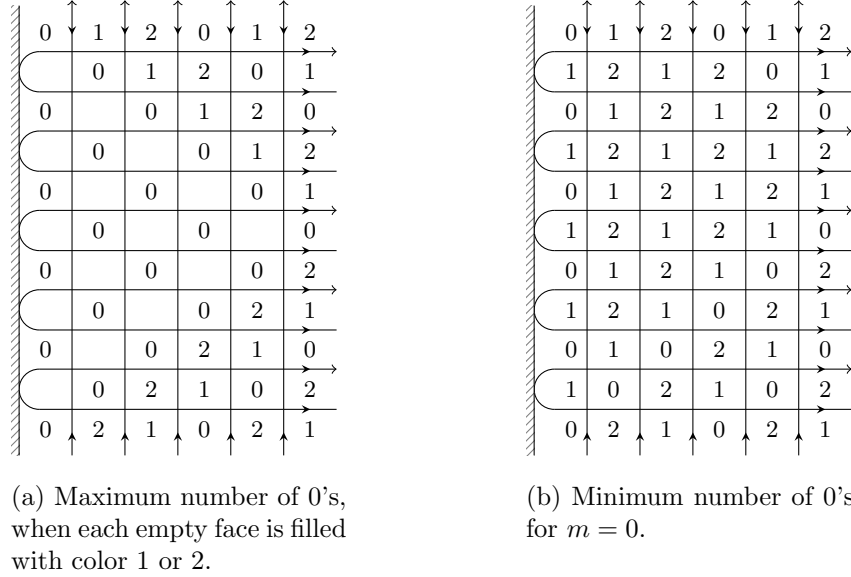 0 1 2 0 1 2
0 1 2 0 1
0 0 1 2 0
0 0 1 2
0 0 0 1
0 0 0
0 0 0 2
0 0 2 1
0 0 2 1 0
0 2 1 0 2
0 2 1 0 2 1
(a) Maximum number of 0's,
when each empty face is filled
with color 1 or 2.
0 1 2 0 1 2
1 2 1 2 0 1
0 1 2 1 2 0
1 2 1 2 1 2
0 1 2 1 2 1
1 2 1 2 1 0
0 1 2 1 0 2
1 2 1 0 2 1
0 1 0 2 1 0
1 0 2 1 0 2
0 2 1 0 2 1
(b) Minimum number of 0's
for m = 0.